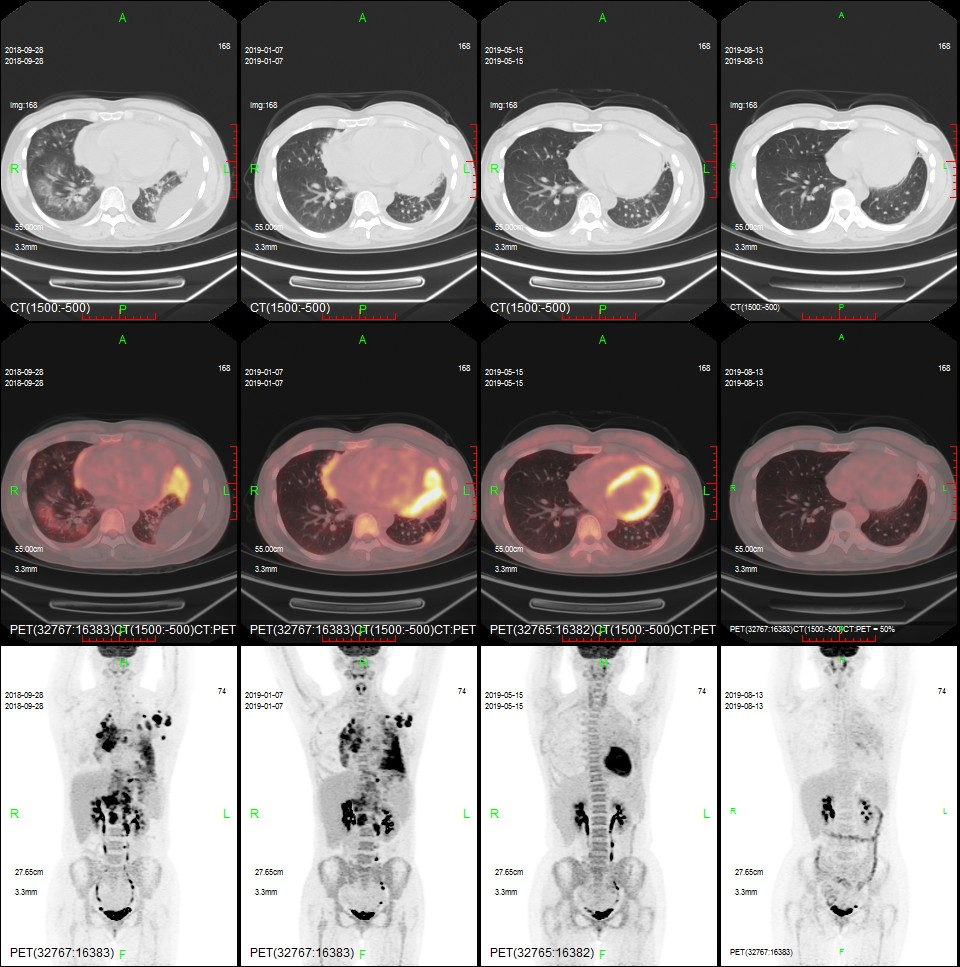 A
168
2018-09-28
2018-09-28
Img:168
R
L
55.00cm
3.3mm
CT(1500:-500)
P
A
168
2019-01-07
2019-01-07
Img:168
R
L
55.00cm
3.3mm
CT(1500:-500)
P
A
168
2019-05-15
2019-05-15
Img:168
R
L
55.00cm
3.3mm
CT(1500:-500)
P
A
168
2019-08-13
2019-08-13
Img:168
R
L
55.00cm
3.3mm
CT(1500:-500)
P
A
168
2018-09-28
2018-09-28
R
L
55.00cm
3.3mm
PET(32767:16383)CT(1500:-500)CT:PET
A
168
2019-01-07
2019-01-07
R
L
55.00cm
3.3mm
PET(32767:16383)CT(1500:-500)CT:PET
A
168
2019-05-15
2019-05-15
R
L
55.00cm
3.3mm
PET(32765:16382)CT(1500:-500)CT:PET
A
168
2019-08-13
2019-08-13
R
L
55.00cm
3.3mm
PET(32767:16383)CT(1500:-500)CT:PET = 50%
H
74
2018-09-28
2018-09-28
R
L
27.65cm
3.3mm
PET(32767:16383)
F
H
74
2019-01-07
2019-01-07
R
L
27.65cm
3.3mm
PET(32767:16383)
F
H
74
2019-05-15
2019-05-15
R
L
27.65cm
3.3mm
PET(32765:16382)
F
74
2019-08-13
2019-08-13
R
L
27.65cm
3.3mm
PET(32767:16383)
F